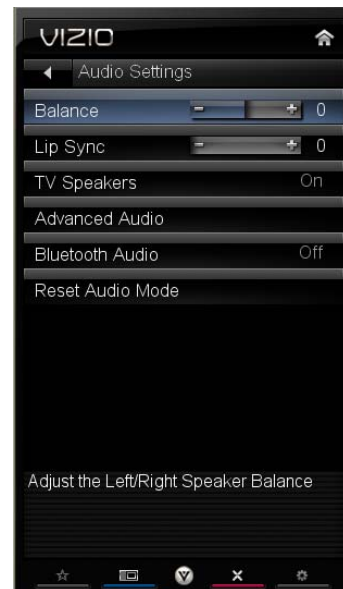 VIZIO
Audio Settings
Balance - + 0
Lip Sync - + 0
TV Speakers On
Advanced Audio
Bluetooth Audio Off
Reset Audio Mode
Adjust the Left/Right Speaker Balance
V